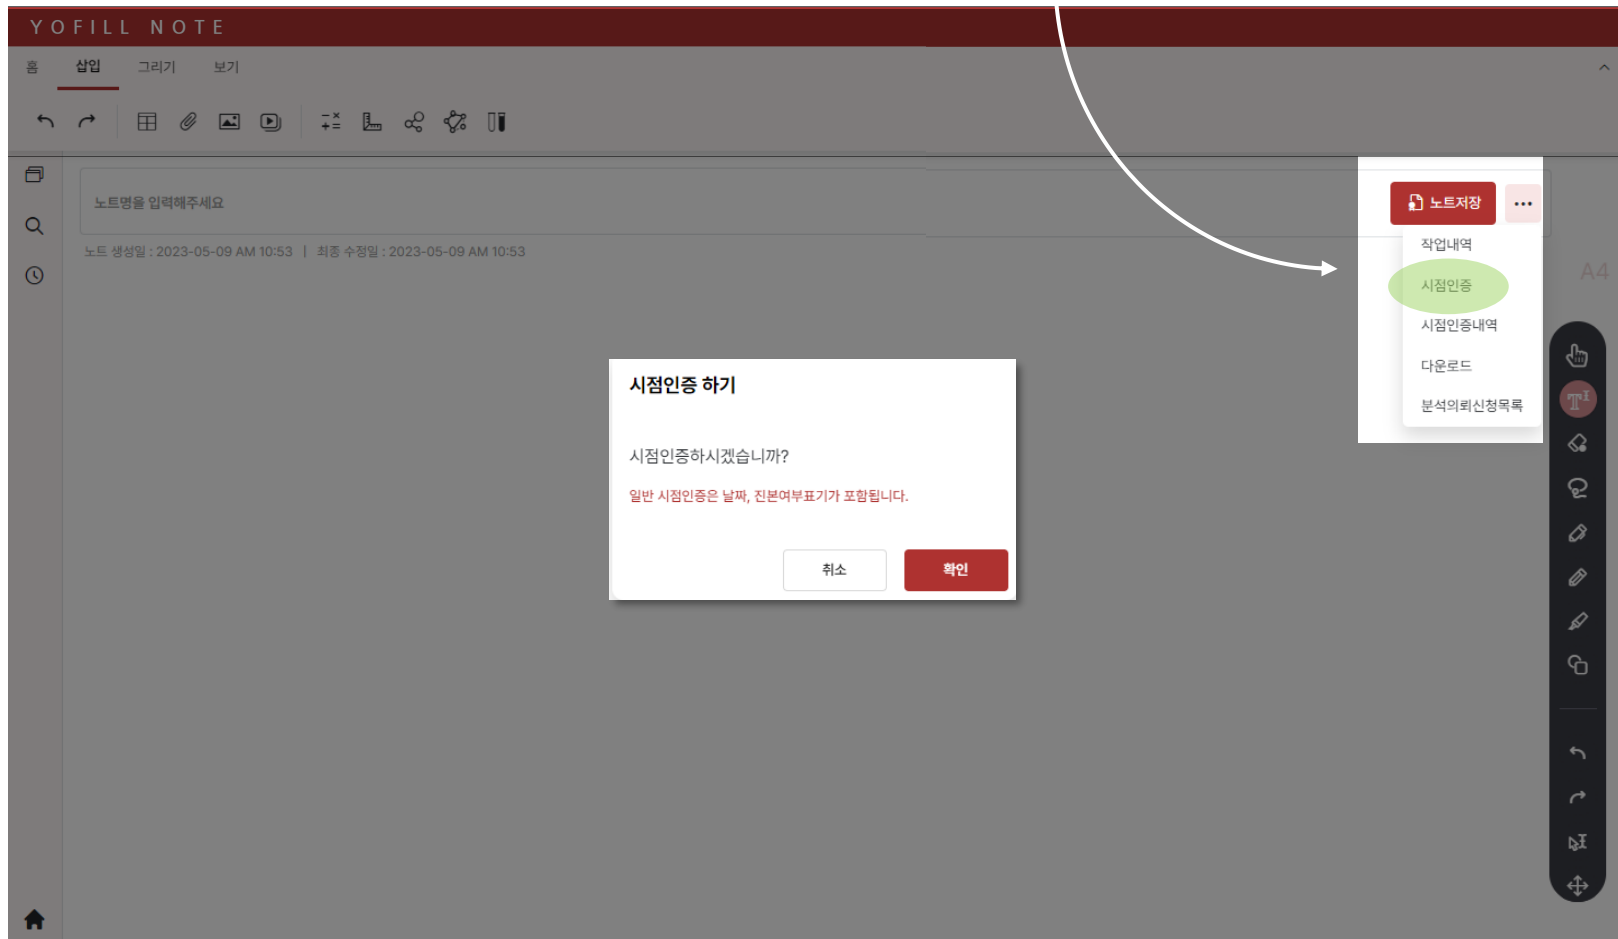 YOFILL NOTE
홈 삽입 그리기 보기
노트명을 입력해주세요
노트저장 ...
노트 생성일 : 2023-05-09 AM 10:53 | 최종 수정일 : 2023-05-09 AM 10:53
작업내역
A4
시점인증
시점인증내역
다운로드
분석의뢰신청목록
시점인증 하기
시점인증하시겠습니까?
일반 시점인증은 날짜, 진본여부표기가 포함됩니다.
취소 확인